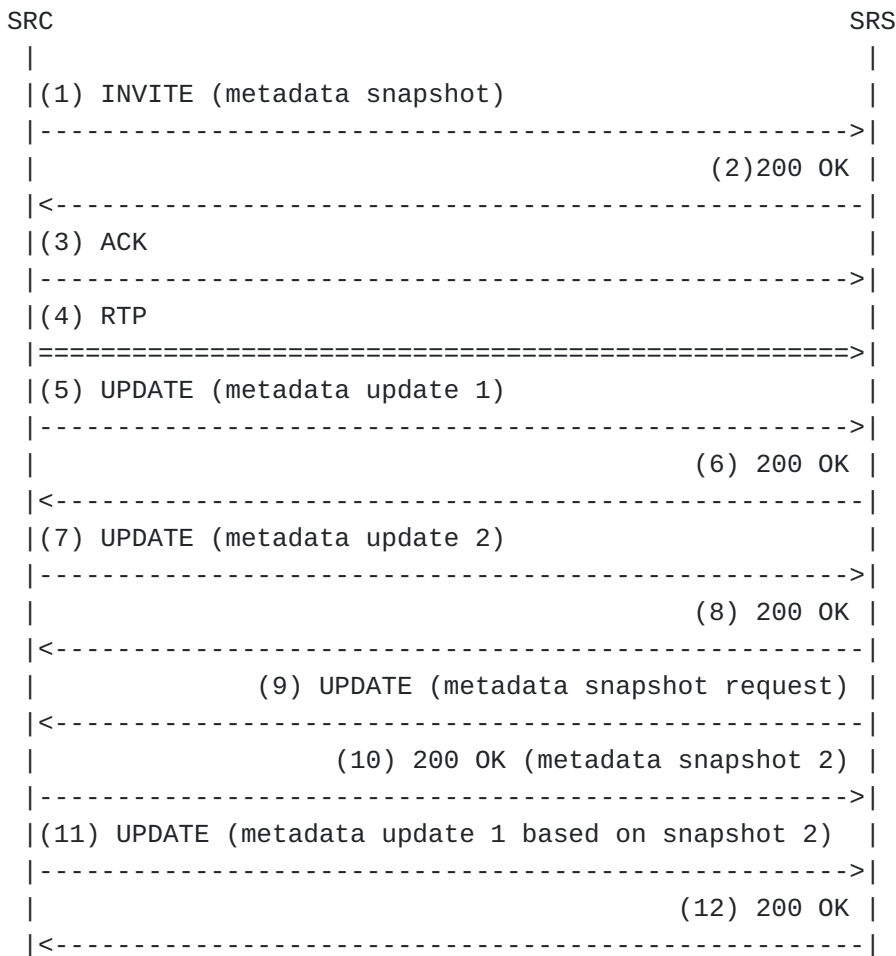 SRC SRS
(1) INVITE (metadata snapshot)
(2)200 OK
(3) ACK
(4) RTP
(5) UPDATE (metadata update 1)
(6) 200 OK
(7) UPDATE (metadata update 2)
(8) 200 OK
(9) UPDATE (metadata snapshot request)
(10) 200 OK (metadata snapshot 2)
(11) UPDATE (metadata update 1 based on snapshot 2)
(12) 200 OK